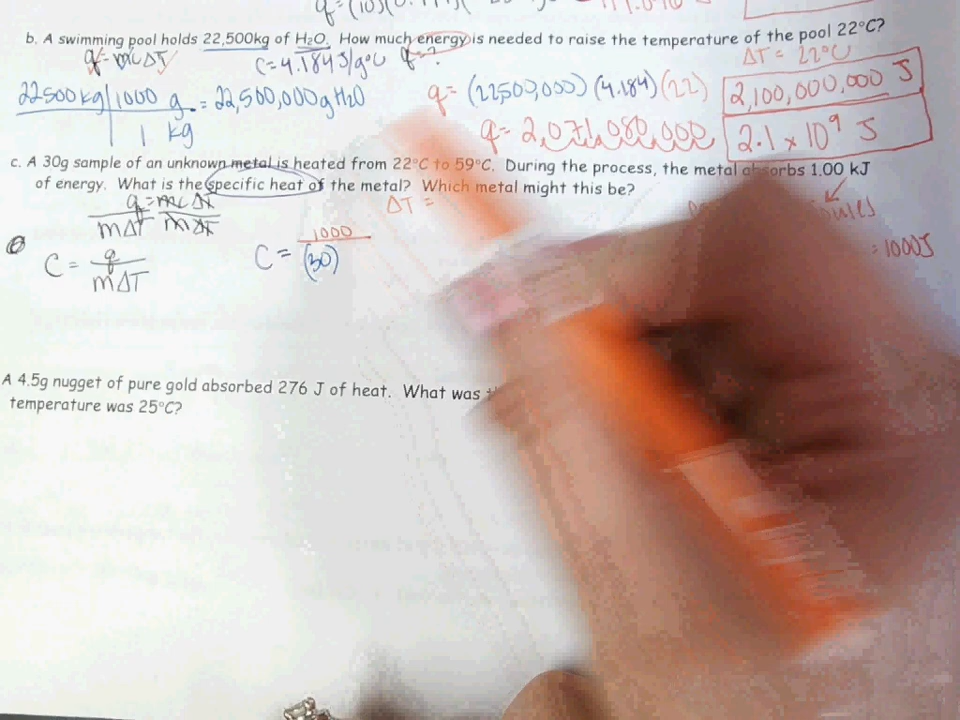 b. A swimming pool holds 22,500kg of H₂O. How much energy is needed to raise the temperature of the pool 22°C?
q=mcΔT C=4.184J/g°C q=? ΔT = 22°C
22500 kg | 1000 g = 22,500,000 g H2O
1 kg
q= (22,500,000) (4.184) (22) 2,100,000,000 J
q= 2,071,080,000 2.1 x 10⁹ J
c. A 30g sample of an unknown metal is heated from 22°C to 59°C. During the process, the metal absorbs 1.00 kJ
of energy. What is the specific heat of the metal? Which metal might this be?
q = mcΔT ΔT =
mΔT mΔT
= 1000J
C = q
mΔT
C = 1000
(30)
A 4.5g nugget of pure gold absorbed 276 J of heat. What was
temperature was 25°C?